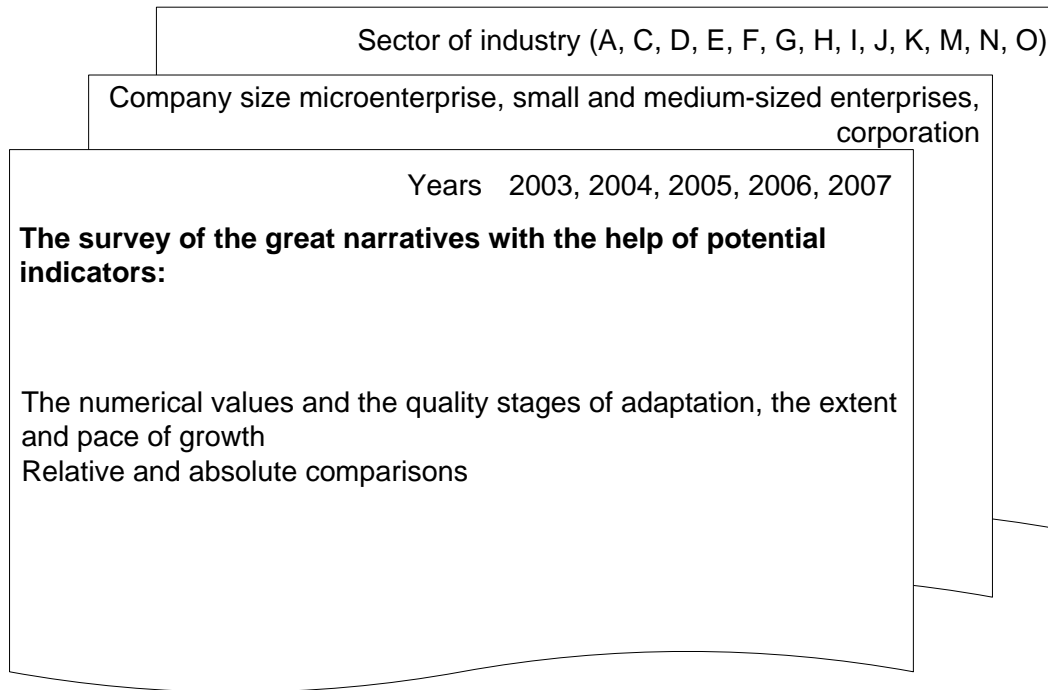 Sector of industry (A, C, D, E, F, G, H, I, J, K, M, N, O)
Company size microenterprise, small and medium-sized enterprises,
corporation
Years 2003, 2004, 2005, 2006, 2007
The survey of the great narratives with the help of potential
indicators:
The numerical values and the quality stages of adaptation, the extent
and pace of growth
Relative and absolute comparisons